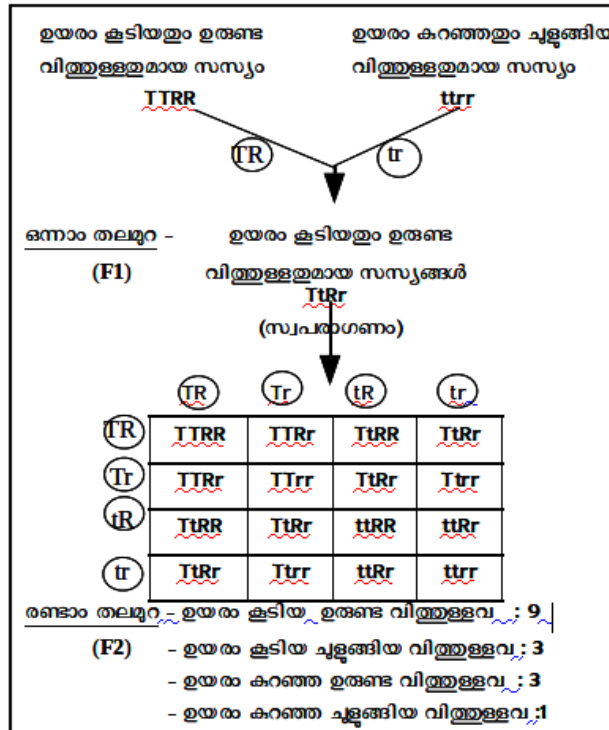 ഉയരം കൂടിയതും ഉരുണ്ട ഉയരം കുറഞ്ഞതും ചുളുങ്ങിയ
വിത്തുള്ളതുമായ സസ്യം വിത്തുള്ളതുമായ സസ്യം
TTRR ttrr
TR tr
ഒന്നാം തലമുറ – ഉയരം കൂടിയതും ഉരുണ്ട
(F1) വിത്തുള്ളതുമായ സസ്യങ്ങൾ
TtRr
(സ്വപരാഗണം)
TR Tr tR tr
TR TTRR TTRr TtRR TtRr
Tr TTRr TTrr TtRr Ttrr
tR TtRR TtRr ttRR ttRr
tr TtRr Ttrr ttRr ttrr
രണ്ടാം തലമുറ – ഉയരം കൂടിയ ഉരുണ്ട വിത്തുള്ളവ : 9
(F2) – ഉയരം കൂടിയ ചുളുങ്ങിയ വിത്തുള്ളവ : 3
– ഉയരം കുറഞ്ഞ ഉരുണ്ട വിത്തുള്ളവ : 3
– ഉയരം കുറഞ്ഞ ചുളുങ്ങിയ വിത്തുള്ളവ :1